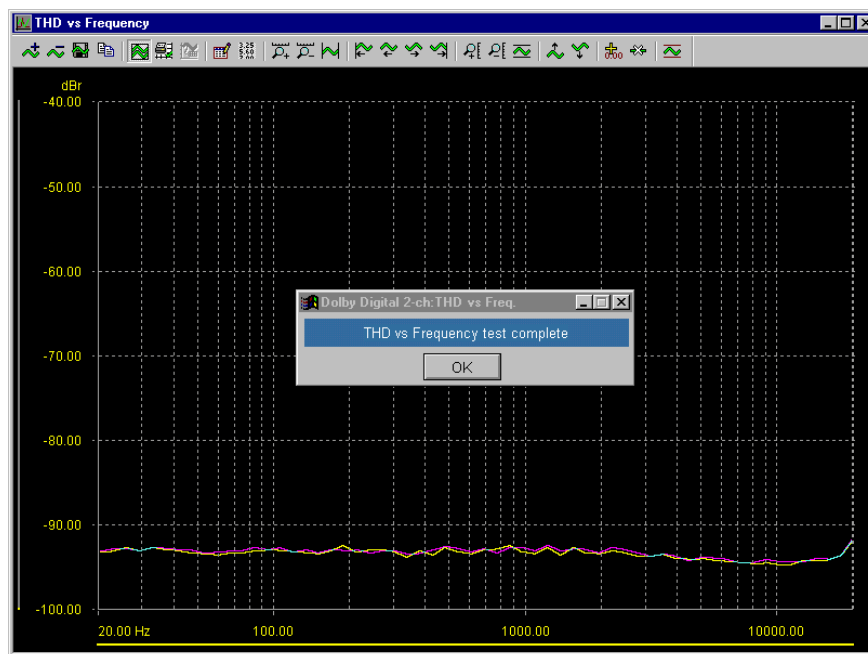 THD vs Frequency
dBr
-40.00
-50.00
-60.00
Dolby Digital 2-ch:THD vs Freq.
THD vs Frequency test complete
OK
-70.00
-80.00
-90.00
-100.00
20.00 Hz 100.00 1000.00 10000.00